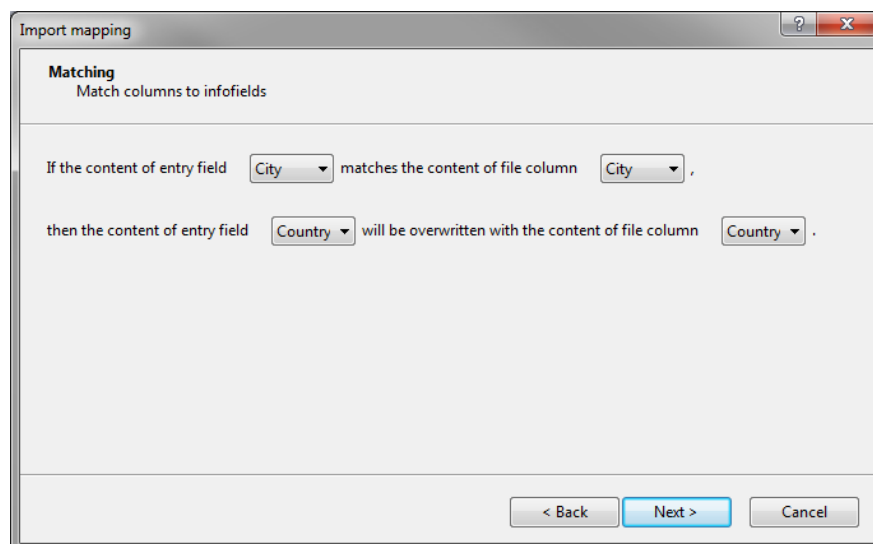 Import mapping
?
Matching
Match columns to infofields
If the content of entry field City matches the content of file column City ,
then the content of entry field Country will be overwritten with the content of file column Country .
< Back Next > Cancel